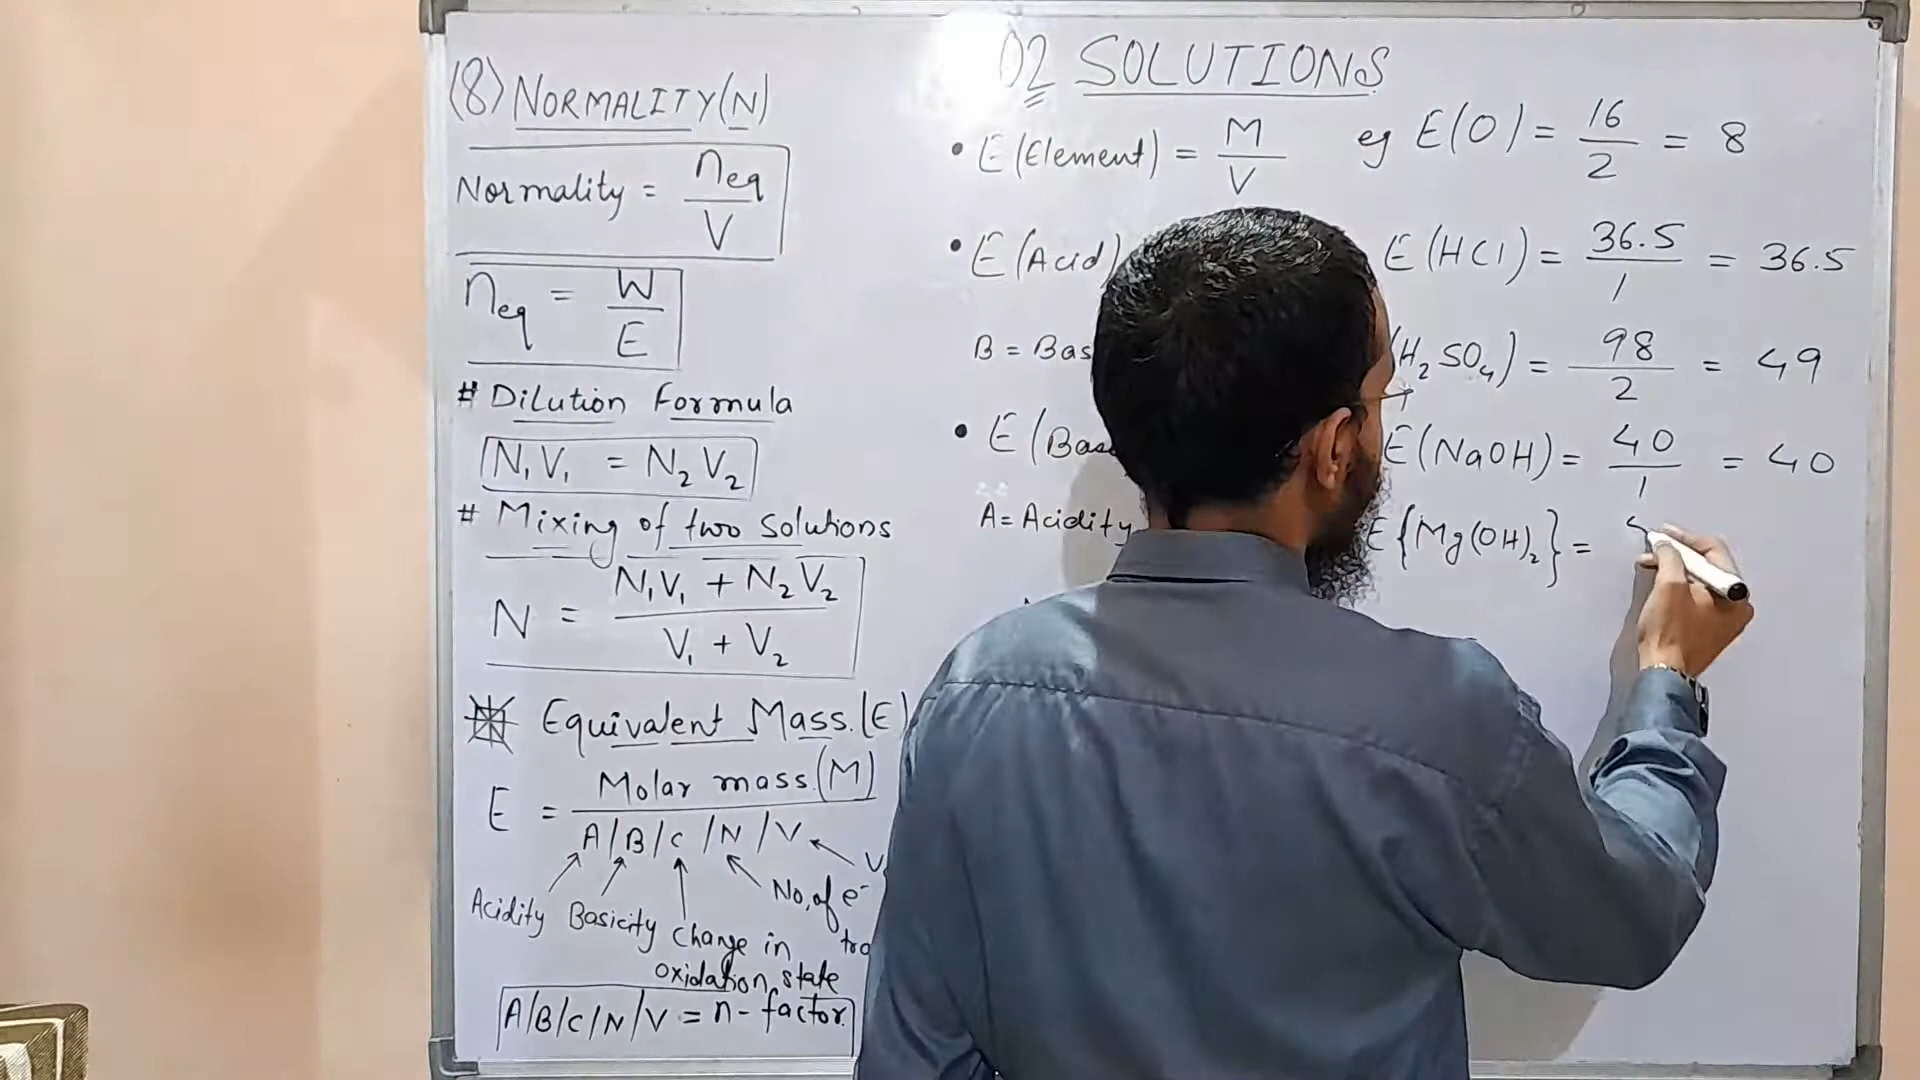 02 SOLUTIONS
(8) NORMALITY (N)
Normality = neq / V
neq = W / E
# Dilution Formula
N₁V₁ = N₂V₂
# Mixing of two Solutions
N = N₁V₁ + N₂V₂ / V₁ + V₂
Equivalent Mass. (E)
E = Molar mass. (M) / A/B/C/N/V
V
No. of e⁻
Acidity Basicity Change in
oxidation state
A/B/C/N/V = n-factor
• E (Element) = M / V eg E(O) = 16 / 2 = 8
• E (Acid) E (HCl) = 36.5 / 1 = 36.5
B = (H₂SO₄) = 98 / 2 = 49
• E ( E (NaOH) = 40 / 1 = 40
A = Acidity E {Mg(OH)₂} =